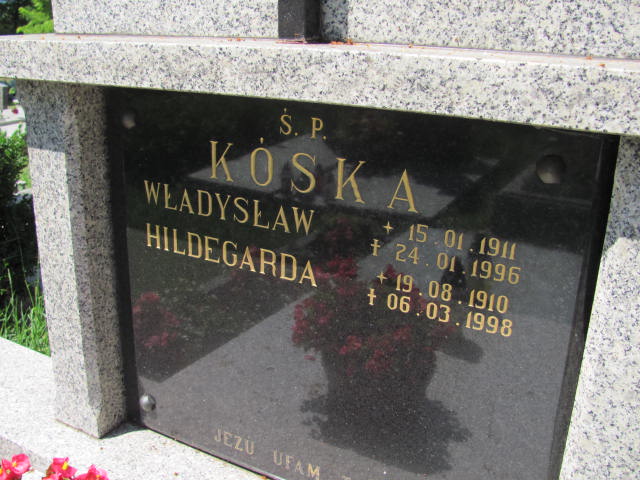 Ś. P.
KÓSKA
WŁADYSŁAW + 15.01.1911
† 24.01.1996
HILDEGARDA + 19.08.1910
† 06.03.1998
JEZU UFAM